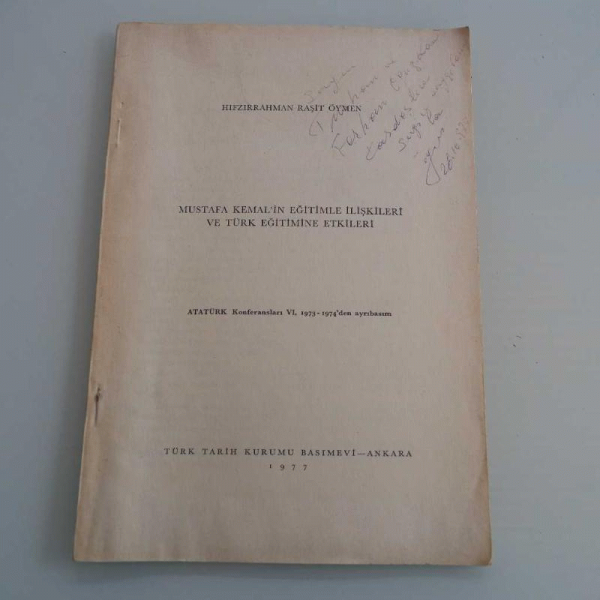 Sayın
HIFZIRRAHMAN RAŞİT ÖYMEN
MUSTAFA KEMAL'İN EĞİTİMLE İLİŞKİLERİ
VE TÜRK EĞİTİMİNE ETKİLERİ
ATATÜRK Konferansları VI, 1973-1974'den ayrıbasım
TÜRK TARİH KURUMU BASIMEVİ—ANKARA
1977